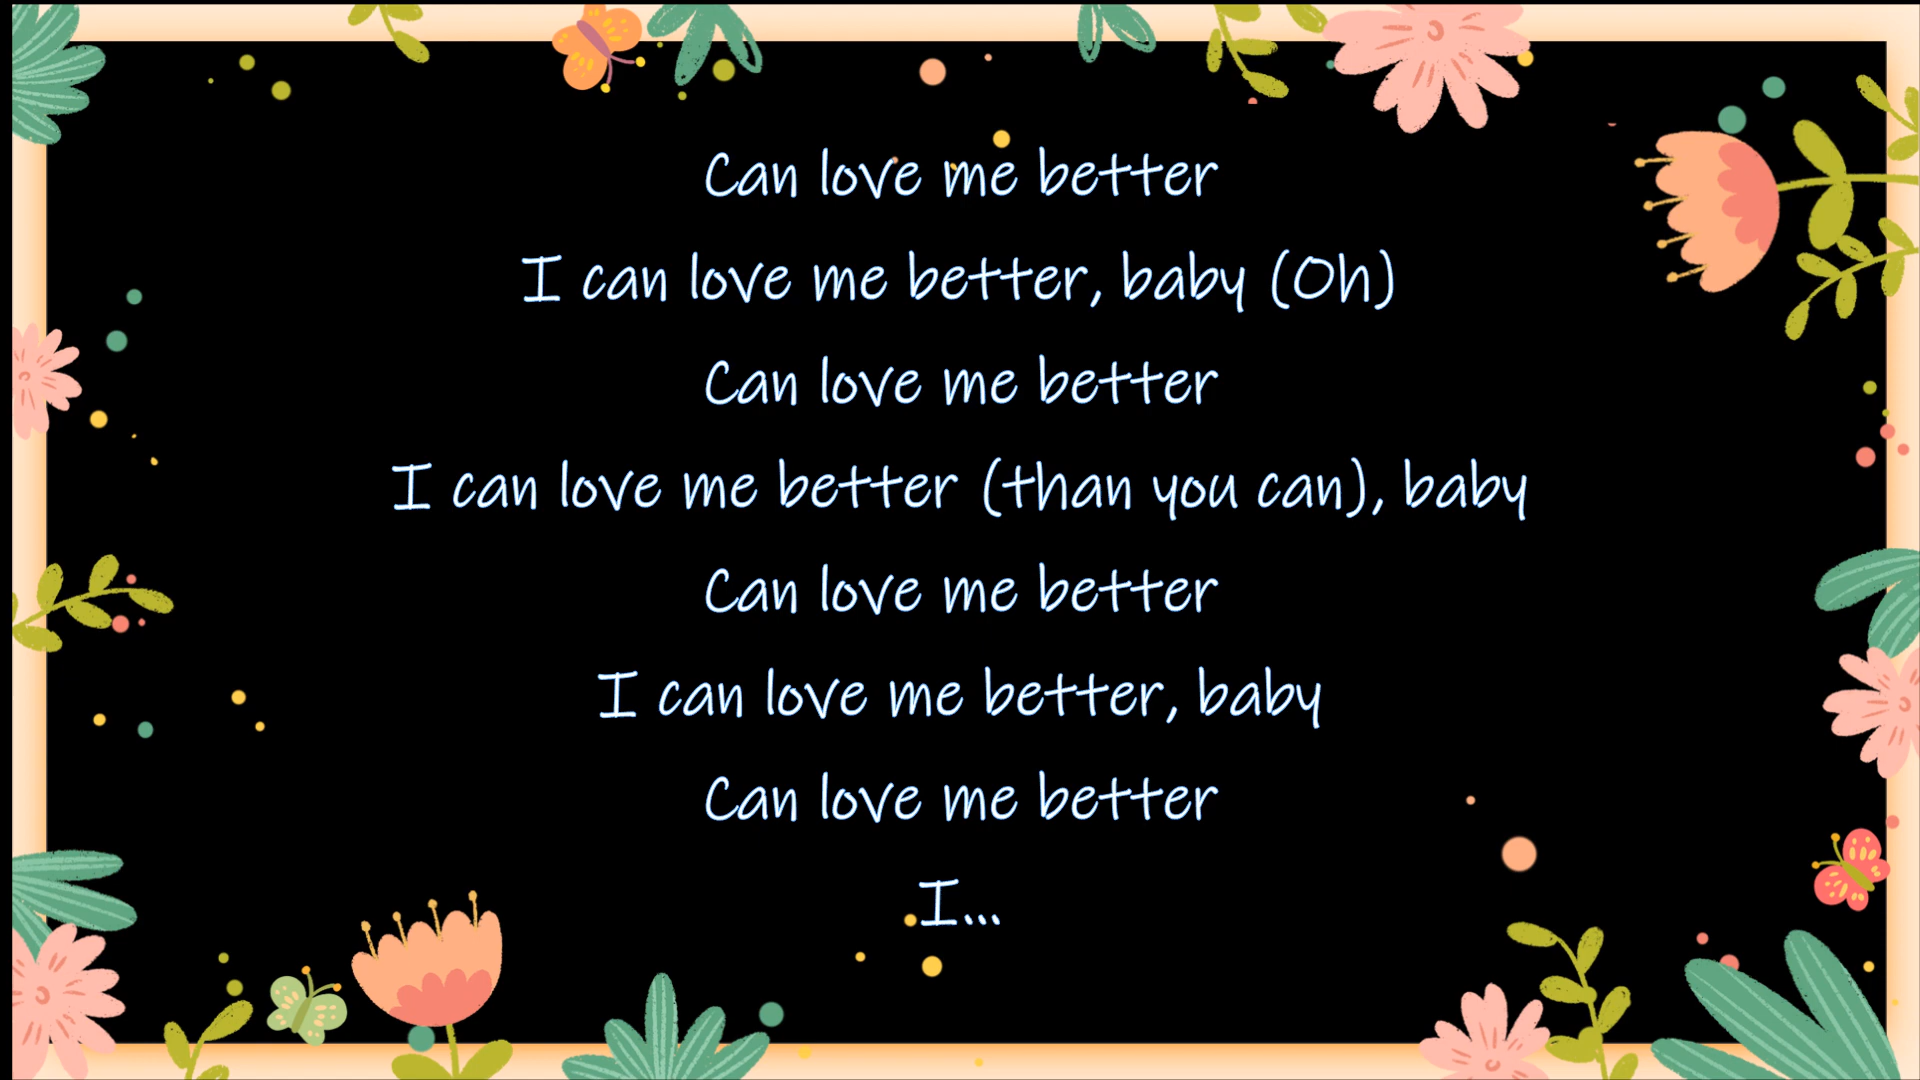 Can love me better
I can love me better, baby (Oh)
Can love me better
I can love me better (than you can), baby
Can love me better
I can love me better, baby
Can love me better
I...